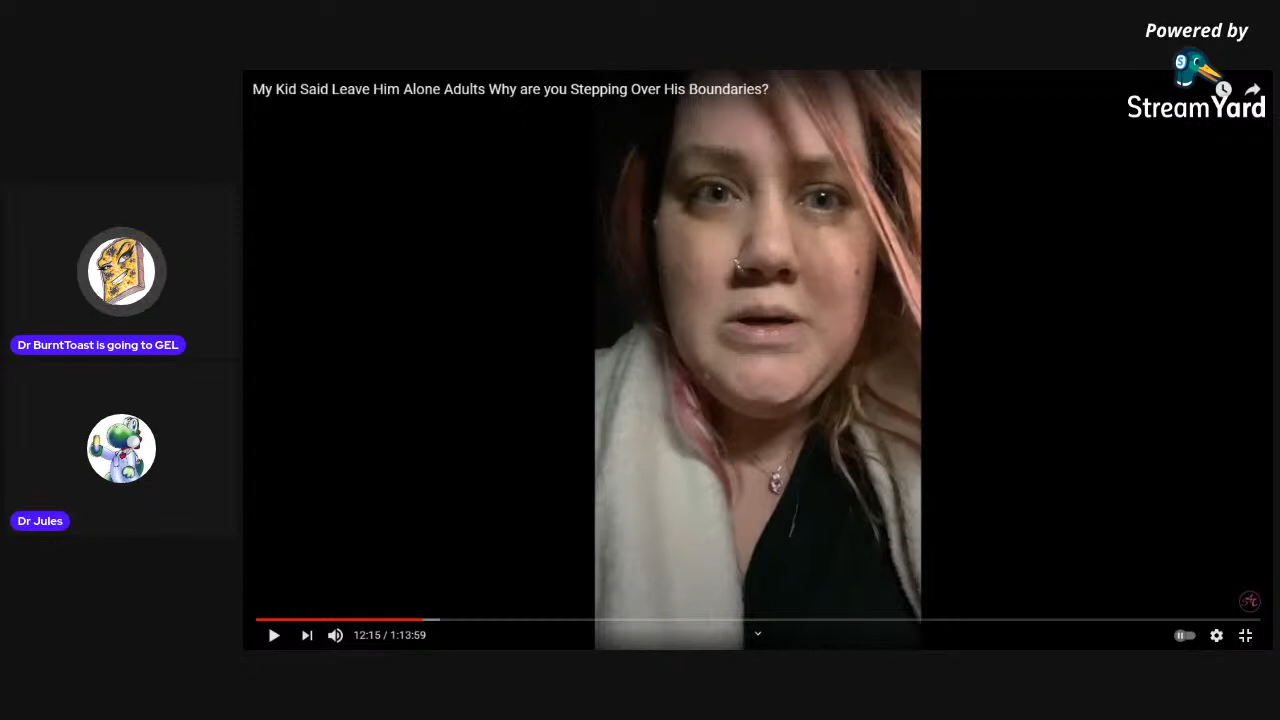 Powered by
StreamYard
My Kid Said Leave Him Alone Adults Why are you Stepping Over His Boundaries?
Dr BurntToast is going to GEL
Dr Jules
12:15 / 1:13:59